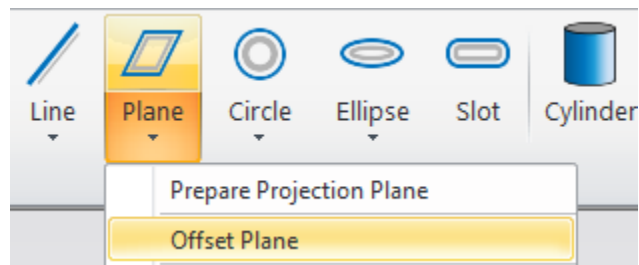 Line Plane Circle Ellipse Slot Cylinder
Prepare Projection Plane
Offset Plane